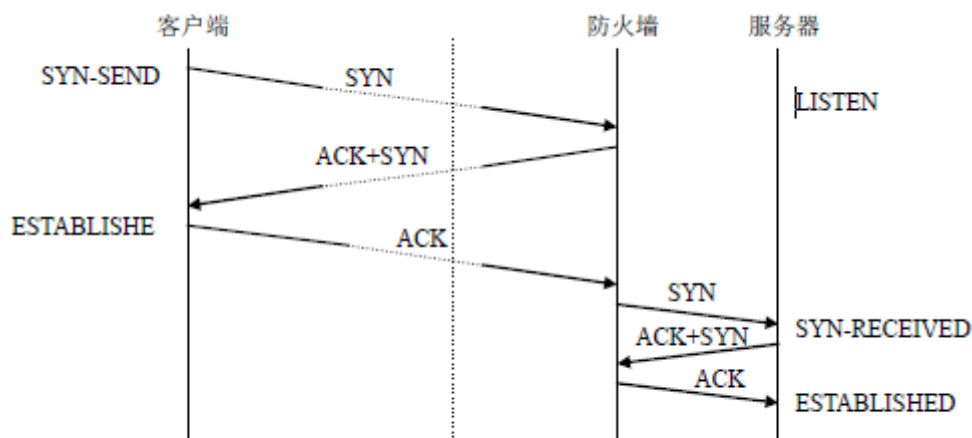 客户端 防火墙 服务器
SYN-SEND
SYN
LISTEN
ACK+SYN
ESTABLISHE
ACK
SYN
SYN-RECEIVED
ACK+SYN
ACK
ESTABLISHED